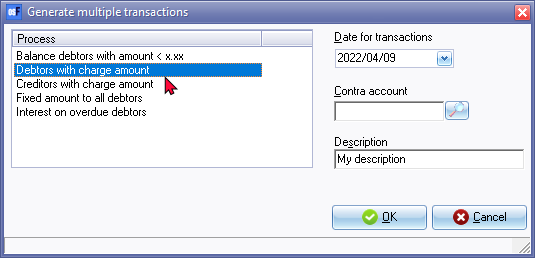 Generate multiple transactions
Process
Balance debtors with amount < x.xx
Debtors with charge amount
Creditors with charge amount
Fixed amount to all debtors
Interest on overdue debtors
Date for transactions
2022/04/09
Contra account
Description
My description
OK
Cancel